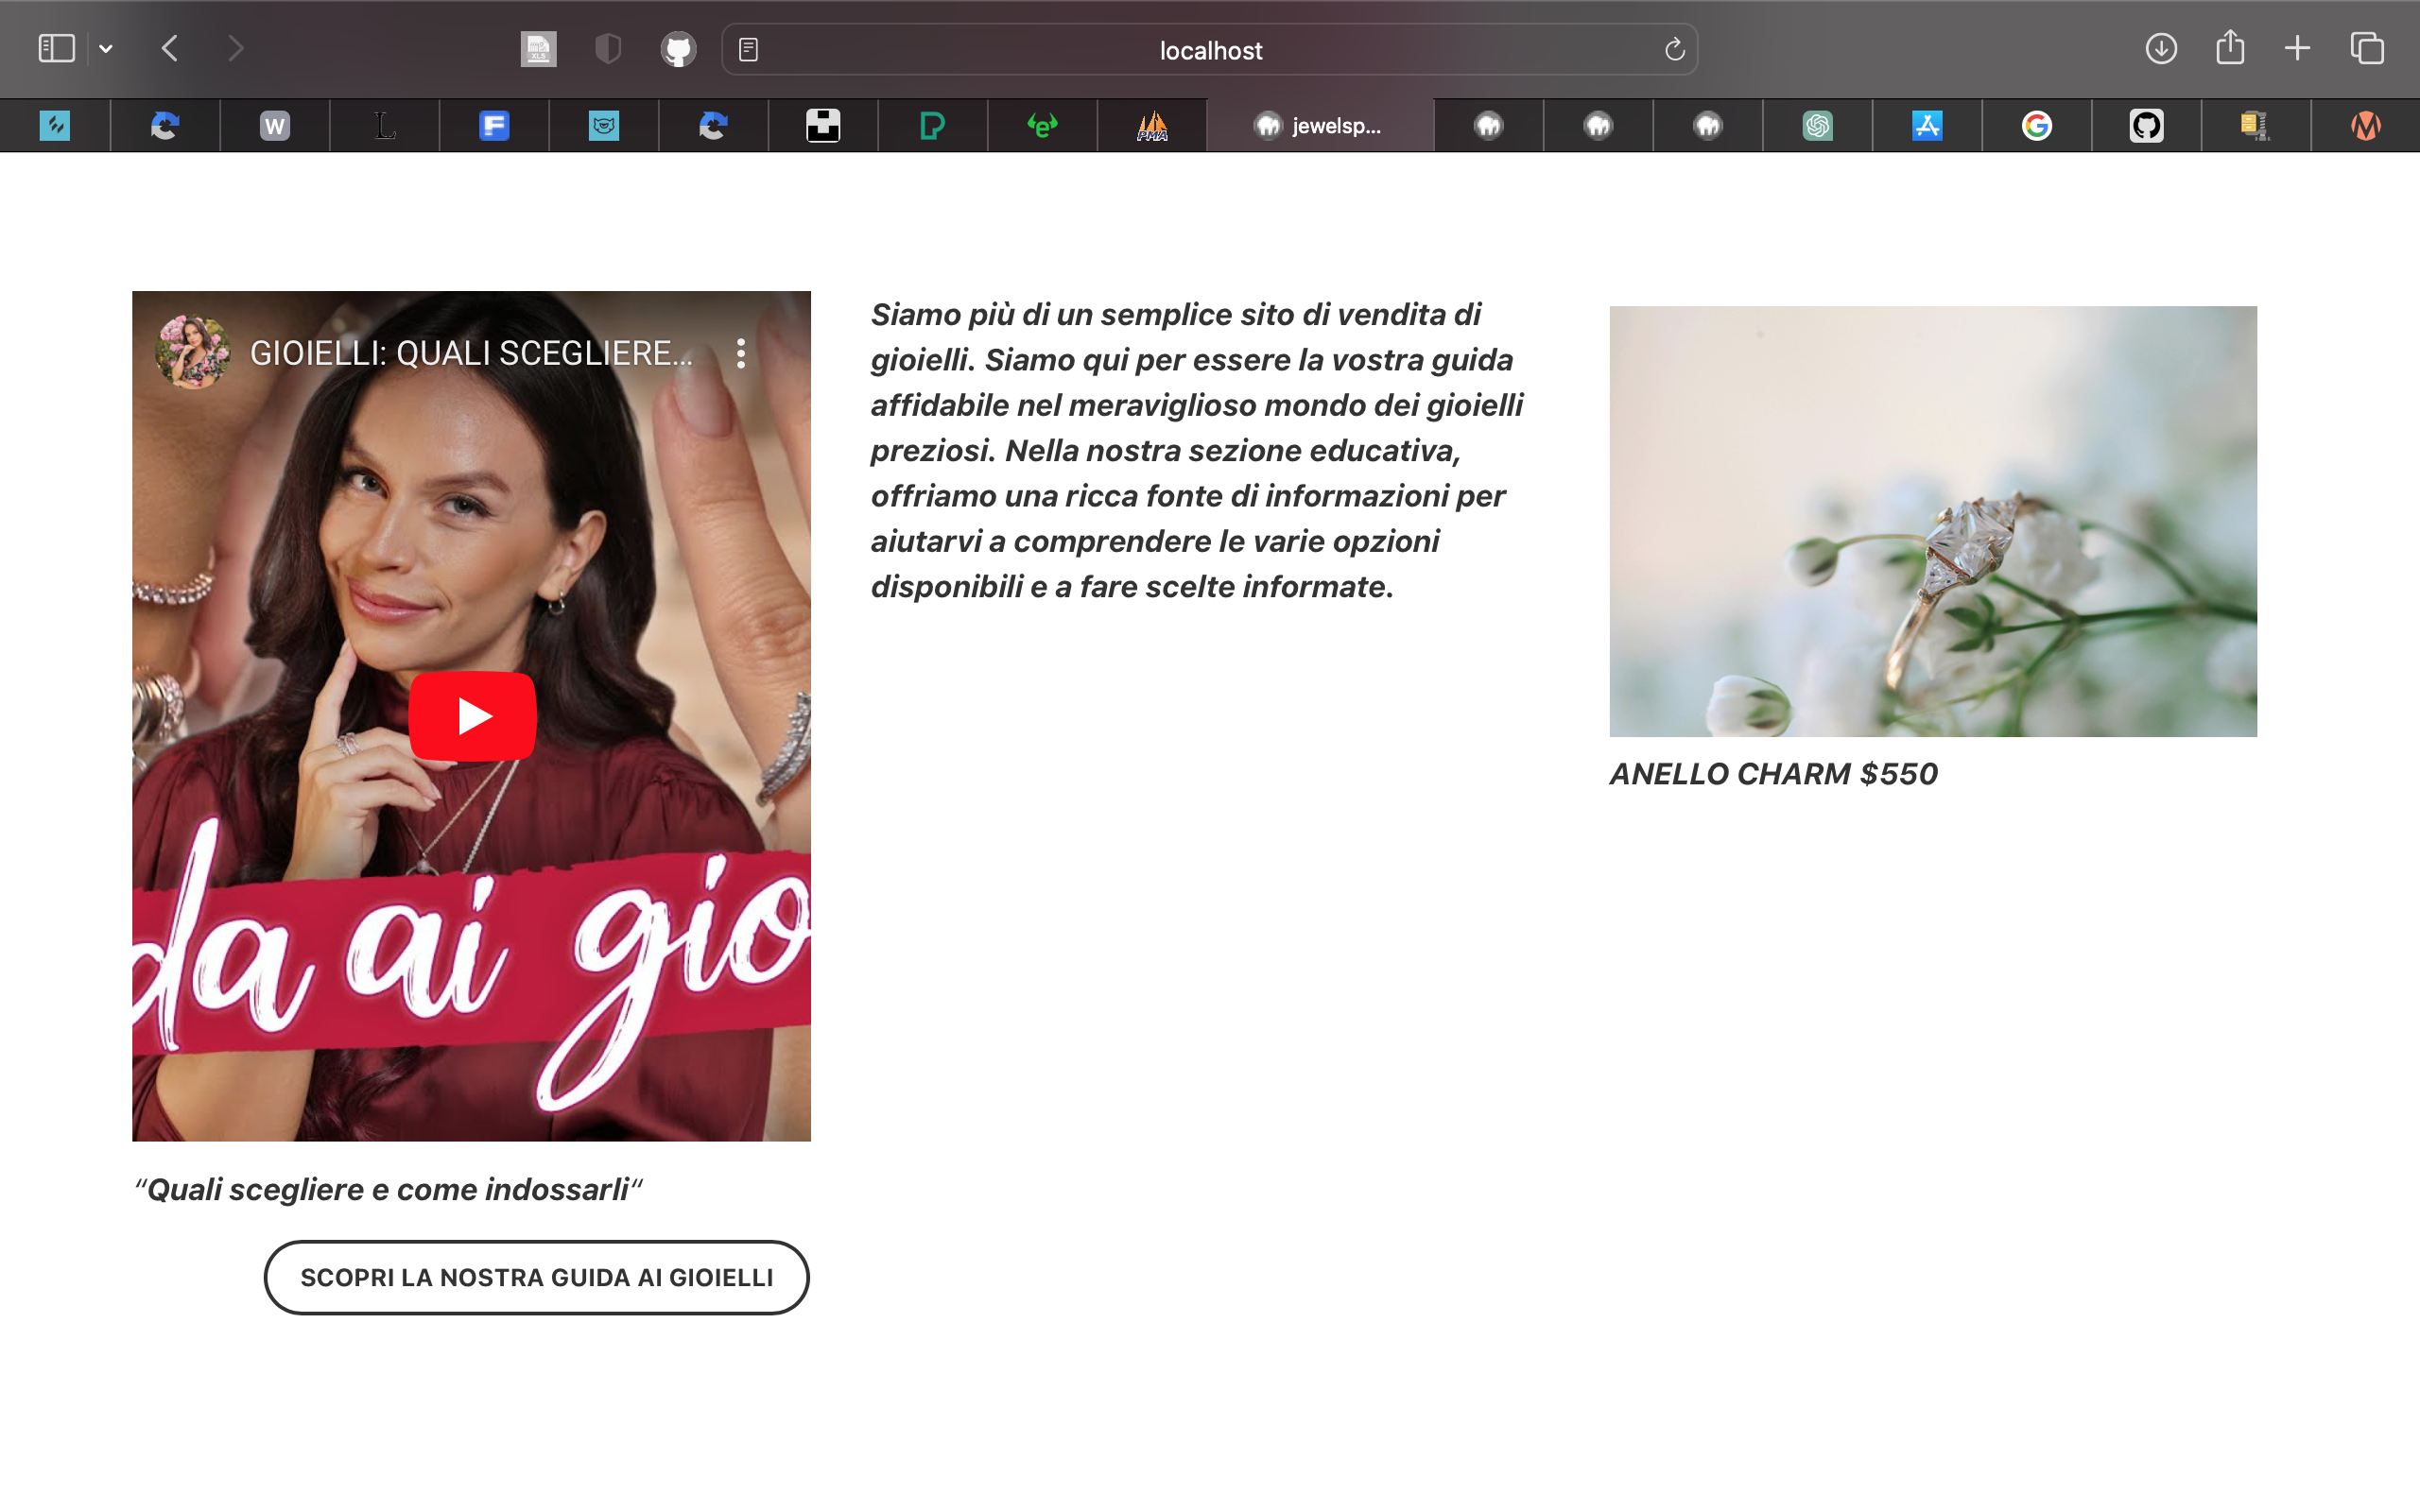 localhost
W
L
F
PMA
jewelsp...
GIOIELLI: QUALI SCEGLIERE...
da ai gio
“Quali scegliere e come indossarli“
SCOPRI LA NOSTRA GUIDA AI GIOIELLI
Siamo più di un semplice sito di vendita di
gioielli. Siamo qui per essere la vostra guida
affidabile nel meraviglioso mondo dei gioielli
preziosi. Nella nostra sezione educativa,
offriamo una ricca fonte di informazioni per
aiutarvi a comprendere le varie opzioni
disponibili e a fare scelte informate.
ANELLO CHARM $550